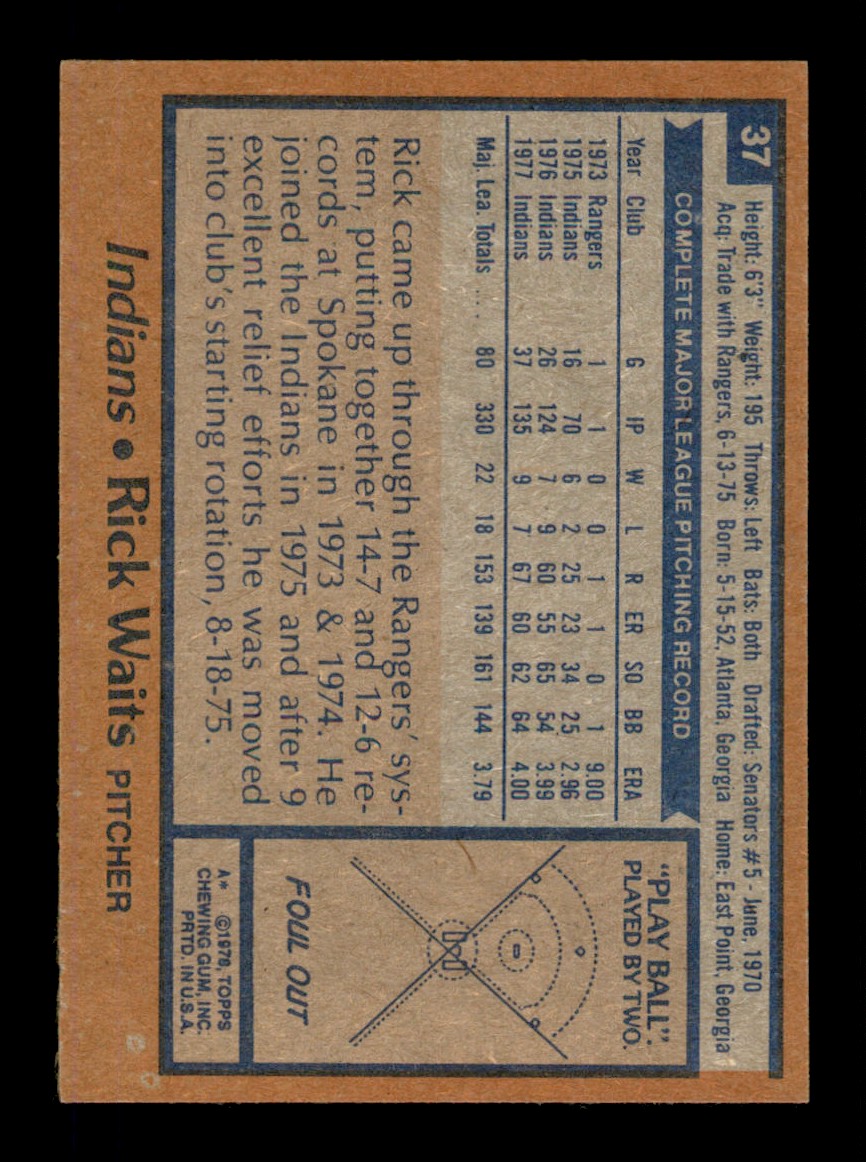 37
Height: 6'3" Weight: 195 Throws: Left Bats: Both Drafted: Senators #5 - June, 1970
Acq: Trade with Rangers, 6-13-75 Born: 5-15-52, Atlanta, Georgia Home: East Point, Georgia
COMPLETE MAJOR LEAGUE PITCHING RECORD
Year Club G IP W L R ER SO BB ERA
1973 Rangers 1 1 0 0 1 1 0 1 9.00
1975 Indians 16 70 6 2 25 23 34 25 2.96
1976 Indians 26 124 7 9 60 55 65 54 3.99
1977 Indians 37 135 9 7 67 60 62 64 4.00
Maj. Lea. Totals .... 80 330 22 18 153 139 161 144 3.79
Rick came up through the Rangers' sys-
tem, putting together 14-7 and 12-6 re-
cords at Spokane in 1973 & 1974. He
joined the Indians in 1975 and after 9
excellent relief efforts he was moved
into club's starting rotation, 8-18-75.
"PLAY BALL".
PLAYED BY TWO.
FOUL OUT
A* ©1978, TOPPS
CHEWING GUM, INC.
PRTD. IN U.S.A.
Indians • Rick Waits PITCHER